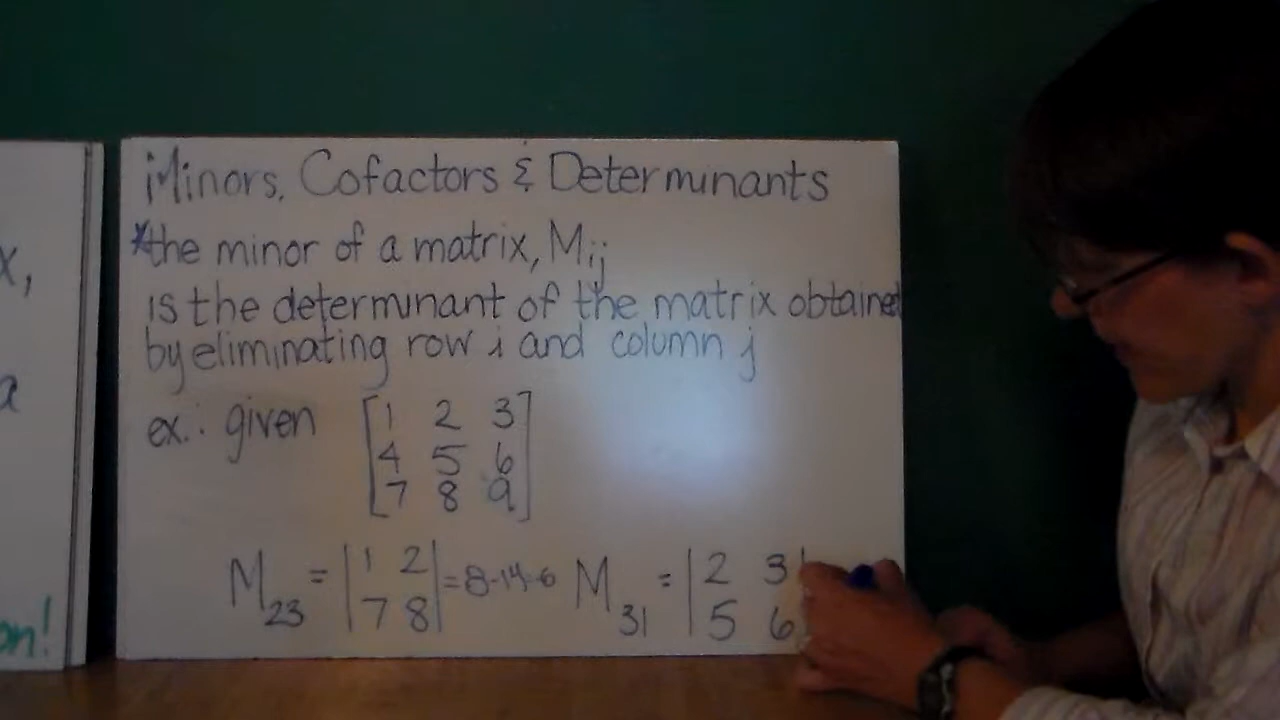 x,
a
on!
Minors, Cofactors & Determinants
*the minor of a matrix, Mij
is the determinant of the matrix obtained
by eliminating row i and column j
ex.: given [1 2 3
4 5 6
7 8 9]
M23 = |1 2
7 8| = 8-14=-6 M31 = |2 3
5 6|